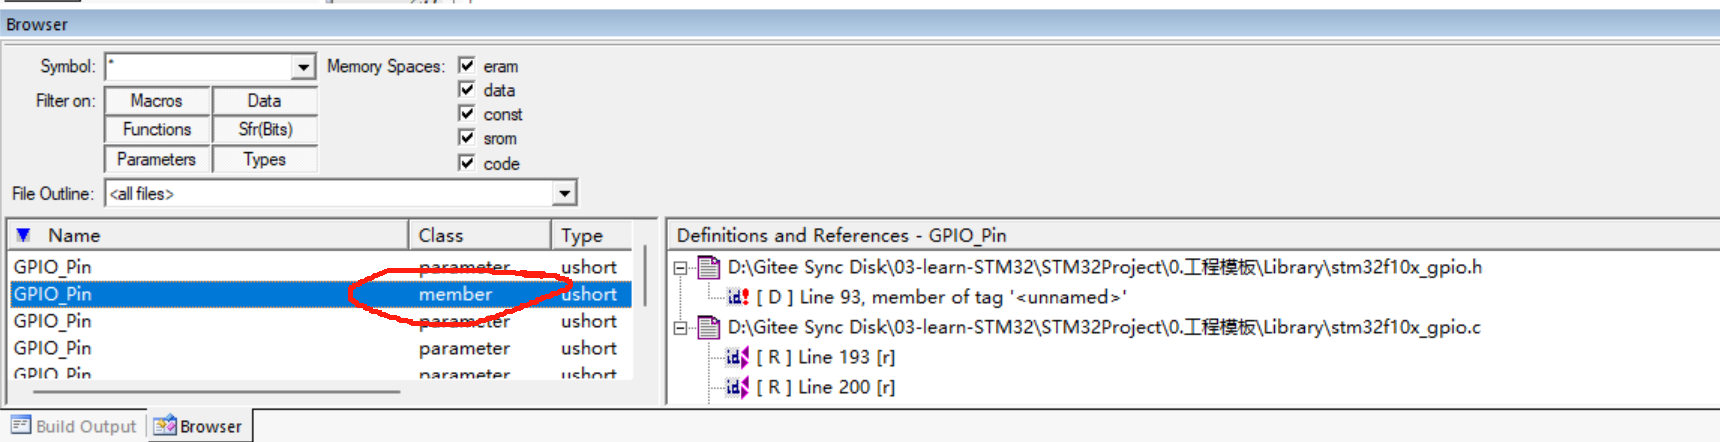 Browser
Symbol: * Memory Spaces: eram
data
Filter on: Macros Data
const
Functions Sfr(Bits)
srom
Parameters Types
code
File Outline: <all files>
Name Class Type
GPIO_Pin parameter ushort
GPIO_Pin member ushort
GPIO_Pin parameter ushort
GPIO_Pin parameter ushort
GPIO_Pin parameter ushort
Definitions and References - GPIO_Pin
D:\Gitee Sync Disk\03-learn-STM32\STM32Project\0.工程模板\Library\stm32f10x_gpio.h
id! [ D ] Line 93, member of tag '<unnamed>'
D:\Gitee Sync Disk\03-learn-STM32\STM32Project\0.工程模板\Library\stm32f10x_gpio.c
id [ R ] Line 193 [r]
id [ R ] Line 200 [r]
Build Output Browser